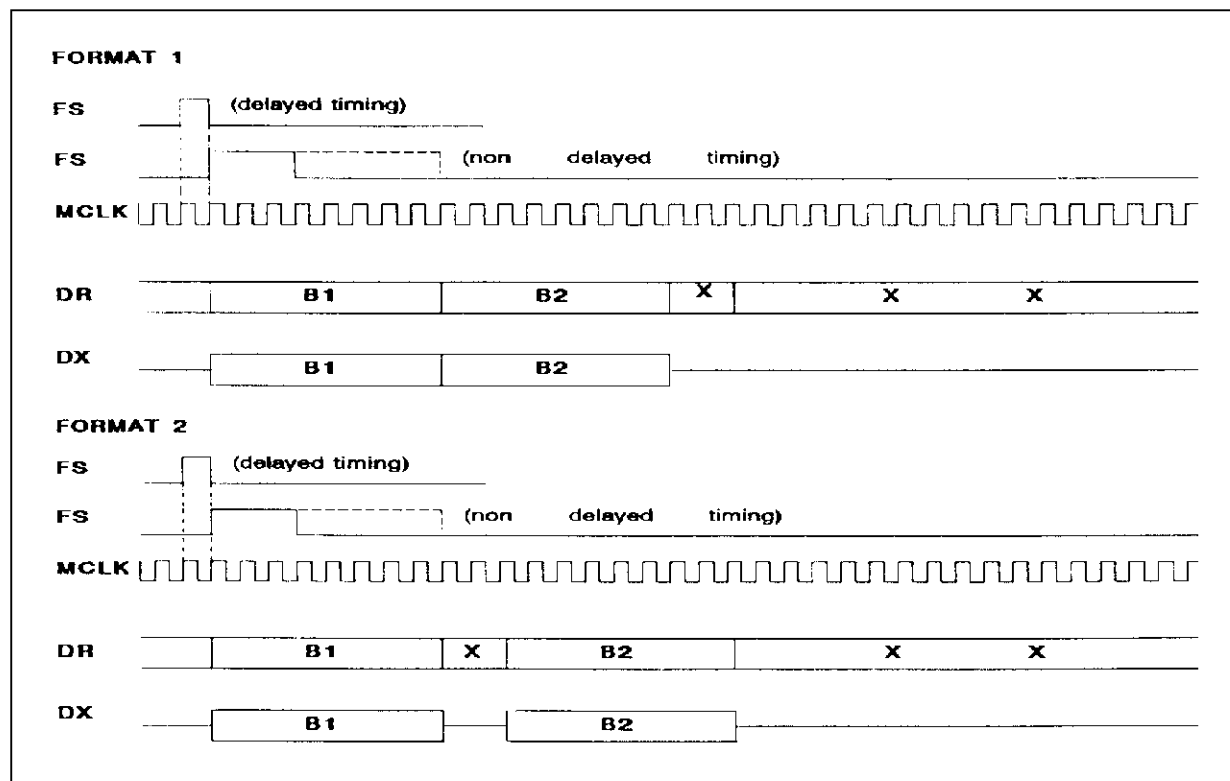 FORMAT 1
FS (delayed timing)
FS (non delayed timing)
MCLK
DR B1 B2 X X X
DX B1 B2
FORMAT 2
FS (delayed timing)
FS (non delayed timing)
MCLK
DR B1 X B2 X X
DX B1 B2